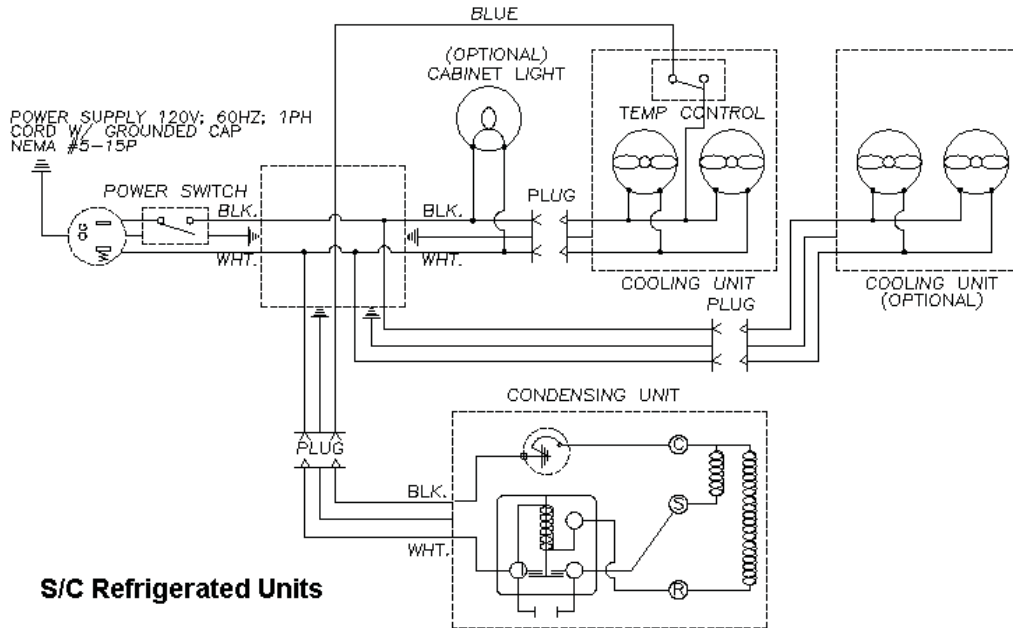 BLUE
(OPTIONAL)
CABINET LIGHT
TEMP CONTROL
POWER SUPPLY 120V; 60HZ; 1PH
CORD W/ GROUNDED CAP
NEMA #5-15P
POWER SWITCH
BLK.
BLK.
PLUG
G
W
WHT.
WHT.
COOLING UNIT
COOLING UNIT
(OPTIONAL)
PLUG
CONDENSING UNIT
PLUG
C
BLK.
S
WHT.
R
S/C Refrigerated Units